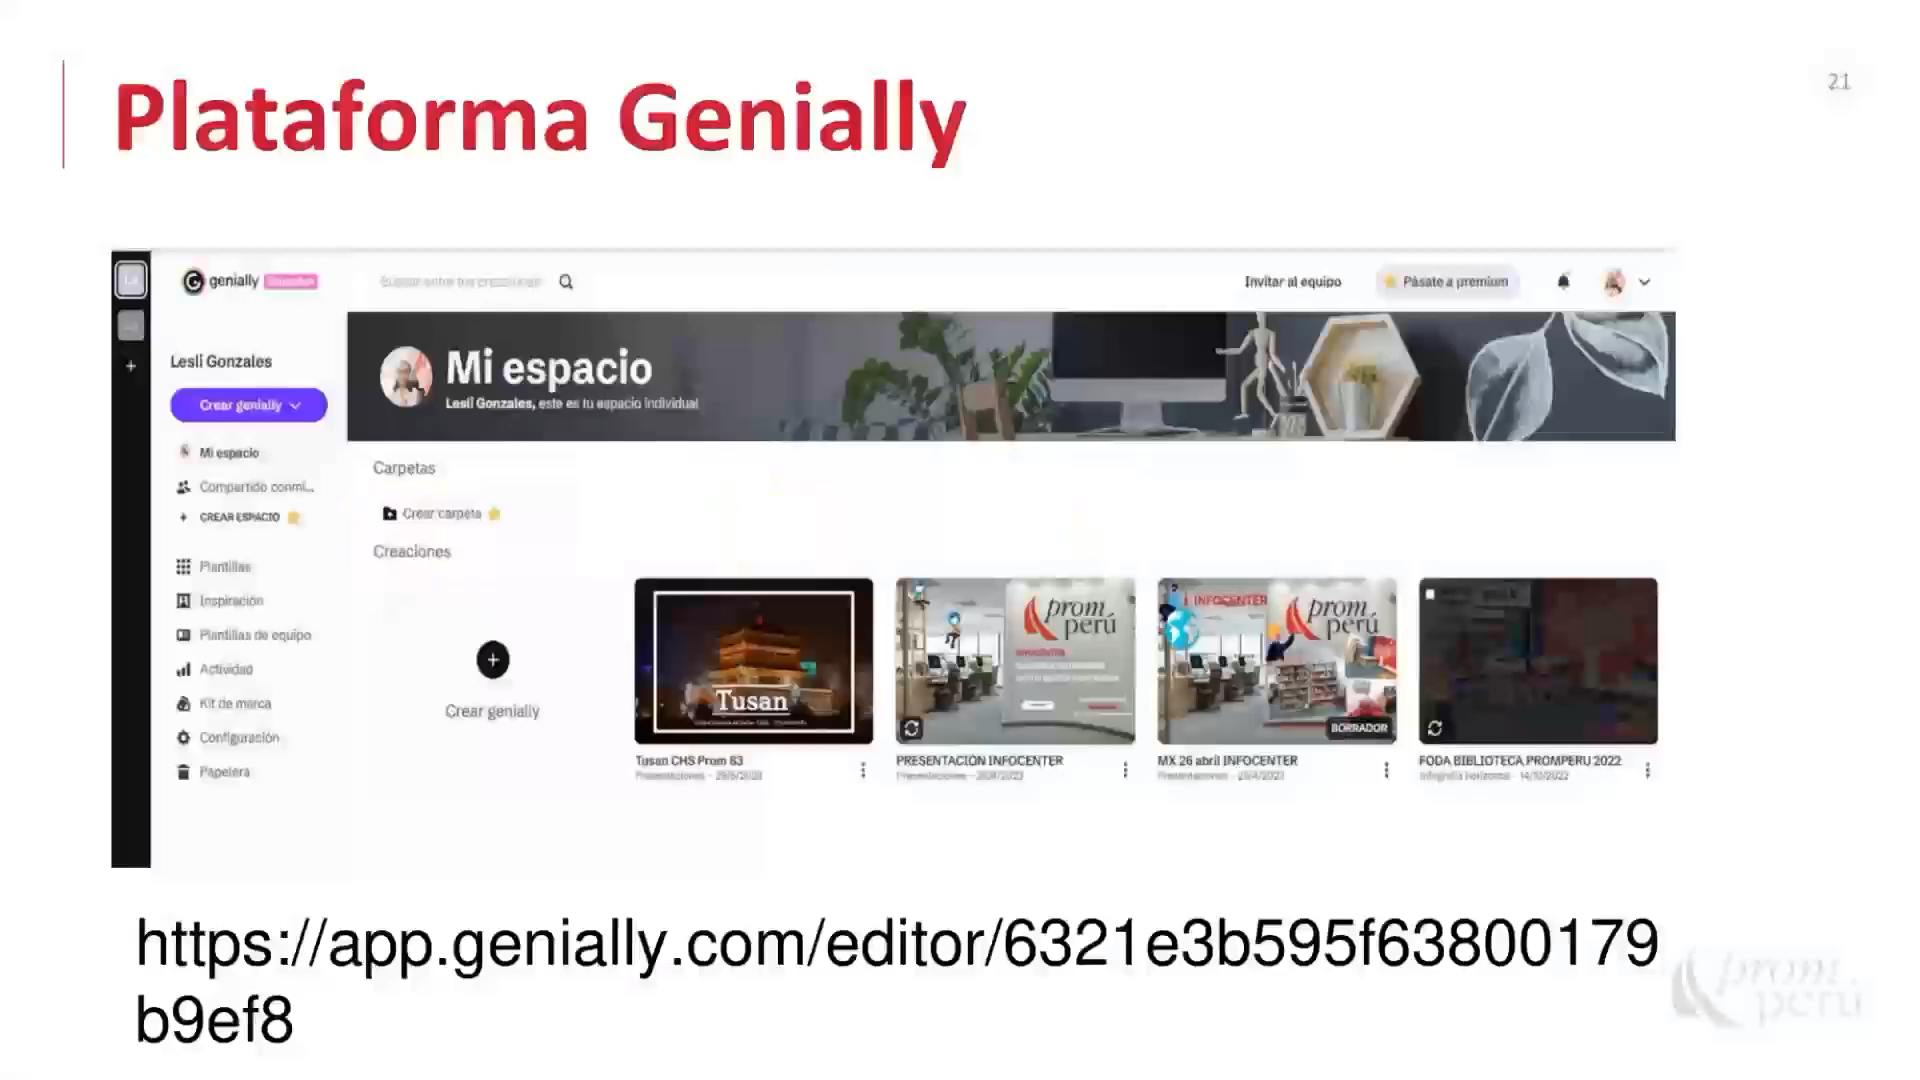 Plataforma Genially
21
genially
Invitar al equipo
Pásate a premium
Lesli Gonzales
Crear genially
Mi espacio
Lesli Gonzales, este es tu espacio individual
Mi espacio
Compartido conmi...
CREAR ESPACIO
Plantillas
Inspiración
Plantillas de equipo
Actividad
Kit de marca
Configuración
Papelera
Carpetas
Crear carpeta
Creaciones
Crear genially
Tusan
prom
perú
INFOCENTER
prom
perú
BORRADOR
Tusan CHS Prom 63
PRESENTACIÓN INFOCENTER
MX 26 abril INFOCENTER
FODA BIBLIOTECA PROMPERU 2022
https://app.genially.com/editor/6321e3b595f63800179
b9ef8
prom
perú